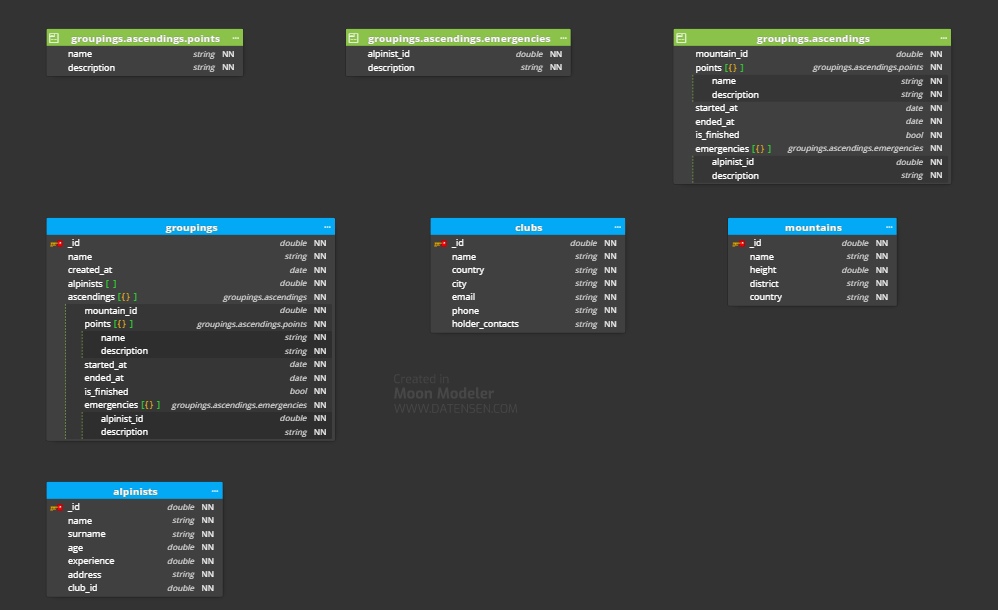 groupings.ascendings.points ...
name string NN
description string NN
groupings.ascendings.emergencies ...
alpinist_id double NN
description string NN
groupings.ascendings ...
mountain_id double NN
points [{} ] groupings.ascendings.points NN
name string NN
description string NN
started_at date NN
ended_at date NN
is_finished bool NN
emergencies [{} ] groupings.ascendings.emergencies NN
alpinist_id double NN
description string NN
groupings ...
_id double NN
name string NN
created_at date NN
alpinists [ ] double NN
ascendings [{} ] groupings.ascendings NN
mountain_id double NN
points [{} ] groupings.ascendings.points NN
name string NN
description string NN
started_at date NN
ended_at date NN
is_finished bool NN
emergencies [{} ] groupings.ascendings.emergencies NN
alpinist_id double NN
description string NN
clubs ...
_id double NN
name string NN
country string NN
city string NN
email string NN
phone string NN
holder_contacts string NN
mountains ...
_id double NN
name string NN
height double NN
district string NN
country string NN
Created in
Moon Modeler
WWW.DATENSEN.COM
alpinists ...
_id double NN
name string NN
surname string NN
age double NN
experience double NN
address string NN
club_id double NN